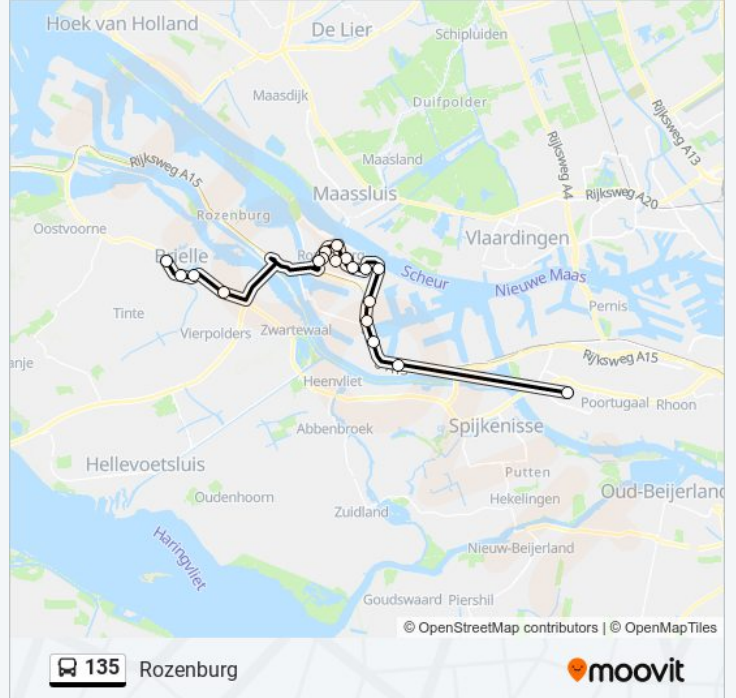 Hoek van Holland
De Lier
Schipluiden
Maasdijk
Duifpolder
Rijksweg A13
Rijksweg A4
Maasland
Rijksweg A15
Maassluis
Rijksweg A20
Rozenburg
Oostvoorne
Vlaardingen
Brielle
Scheur
Nieuwe Maas
Pernis
Tinte
Vierpolders
Zwartewaal
Rijksweg A15
Heenvliet
Poortugaal
Rhoon
Abbenbroek
Spijkenisse
Hellevoetsluis
Putten
Oudenhoorn
Hekelingen
Oud-Beijerland
Zuidland
Haringvliet
Nieuw-Beijerland
Goudswaard
Piershil
© OpenStreetMap contributors | © OpenMapTiles
135 Rozenburg
moovit